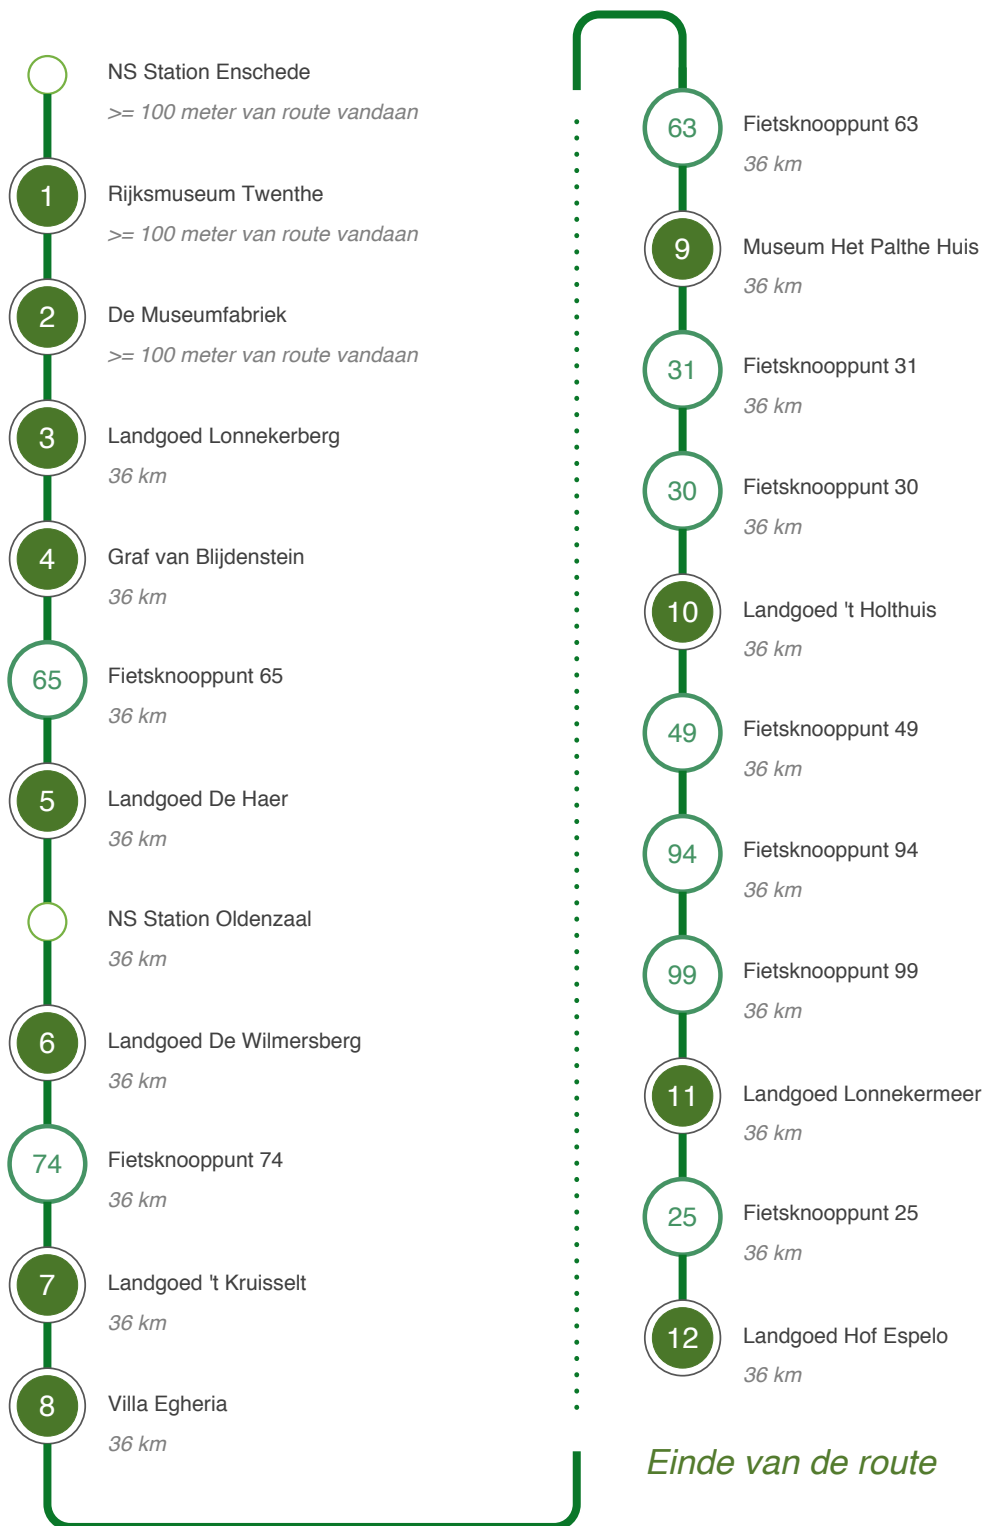 NS Station Enschede
>= 100 meter van route vandaan
1
Rijksmuseum Twenthe
>= 100 meter van route vandaan
2
De Museumfabriek
>= 100 meter van route vandaan
3
Landgoed Lonnekerberg
36 km
4
Graf van Blijdenstein
36 km
65
Fietsknooppunt 65
36 km
5
Landgoed De Haer
36 km
NS Station Oldenzaal
36 km
6
Landgoed De Wilmersberg
36 km
74
Fietsknooppunt 74
36 km
7
Landgoed 't Kruisselt
36 km
8
Villa Egheria
36 km
63
Fietsknooppunt 63
36 km
9
Museum Het Palthe Huis
36 km
31
Fietsknooppunt 31
36 km
30
Fietsknooppunt 30
36 km
10
Landgoed 't Holthuis
36 km
49
Fietsknooppunt 49
36 km
94
Fietsknooppunt 94
36 km
99
Fietsknooppunt 99
36 km
11
Landgoed Lonnekermeer
36 km
25
Fietsknooppunt 25
36 km
12
Landgoed Hof Espelo
36 km
Einde van de route